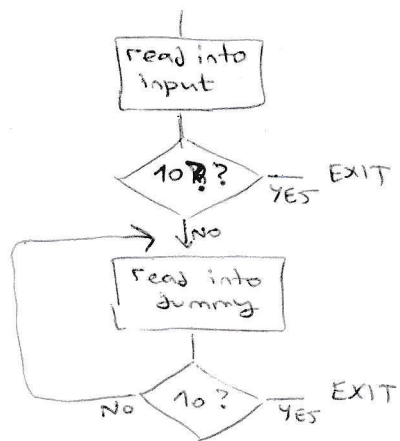 read into
input
10 ?
YES EXIT
NO
read into
dummy
10 ?
NO
YES EXIT